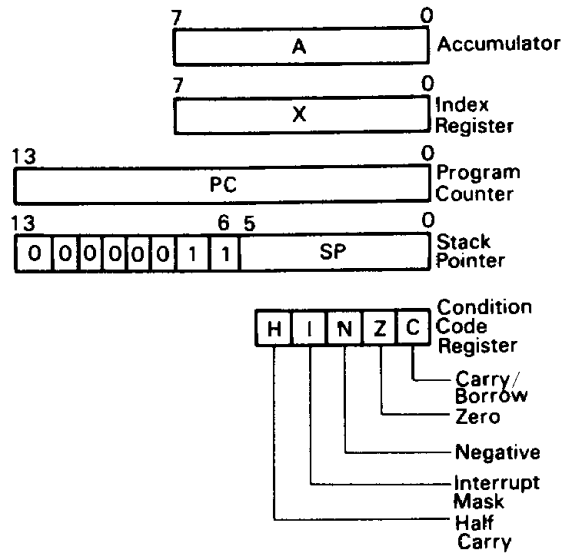 7 0
A Accumulator
7 0
X Index
Register
13 0
PC Program
Counter
13 6 5 0
0 0 0 0 0 0 1 1 SP Stack
Pointer
H I N Z C Condition
Code
Register
Carry/
Borrow
Zero
Negative
Interrupt
Mask
Half
Carry